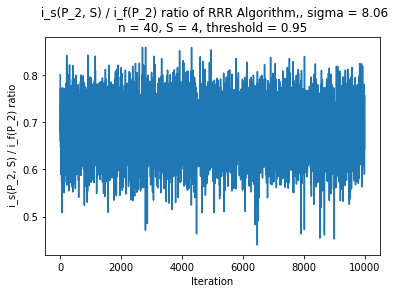 i_s(P_2, S) / i_f(P_2) ratio of RRR Algorithm,, sigma = 8.06
n = 40, S = 4, threshold = 0.95
i_s(P_2, S) / i_f(P_2) ratio
0.8
0.7
0.6
0.5
0
2000
4000
6000
8000
10000
Iteration